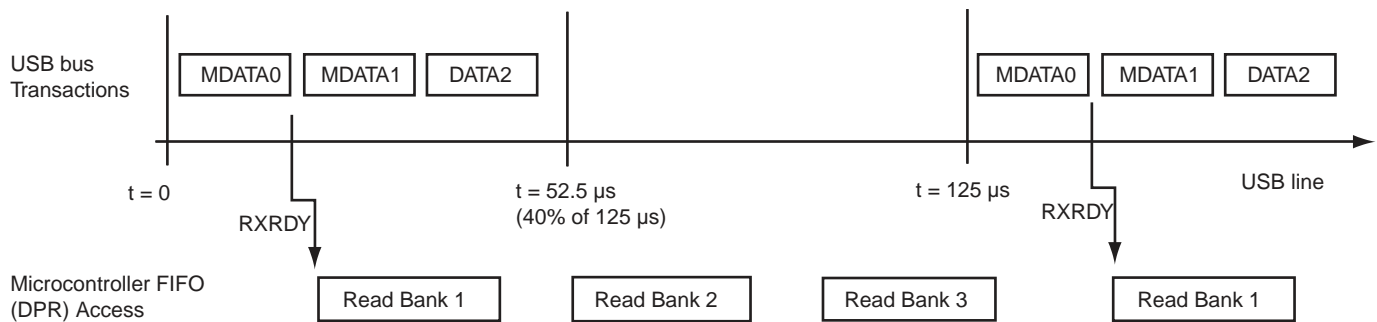 USB bus
Transactions
MDATA0
MDATA1
DATA2
MDATA0
MDATA1
DATA2
t = 0
t = 52.5 µs
(40% of 125 µs)
t = 125 µs
USB line
RXRDY
RXRDY
Microcontroller FIFO
(DPR) Access
Read Bank 1
Read Bank 2
Read Bank 3
Read Bank 1